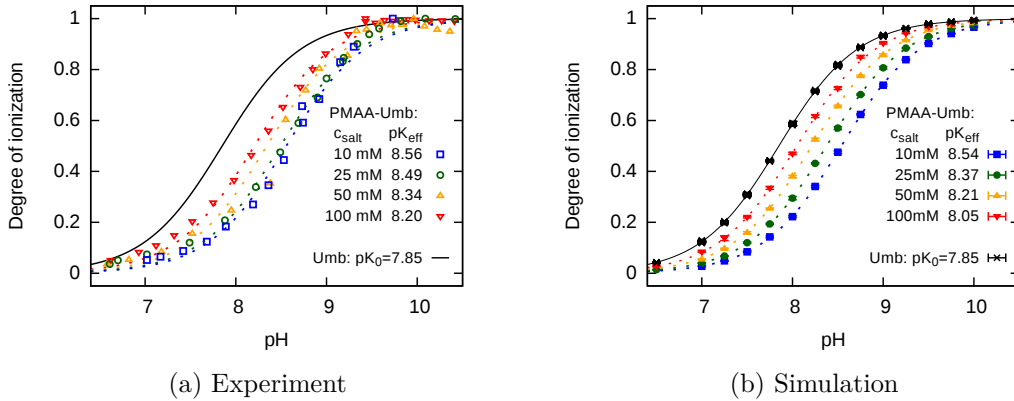 Degree of ionization
1
0.8
0.6
0.4
0.2
0
7
8
9
10
pH
PMAA-Umb:
c_salt pK_eff
10 mM 8.56
25 mM 8.49
50 mM 8.34
100 mM 8.20
Umb: pK_0=7.85
(a) Experiment
Degree of ionization
1
0.8
0.6
0.4
0.2
0
7
8
9
10
pH
PMAA-Umb:
c_salt pK_eff
10mM 8.54
25mM 8.37
50mM 8.21
100mM 8.05
Umb: pK_0=7.85
(b) Simulation